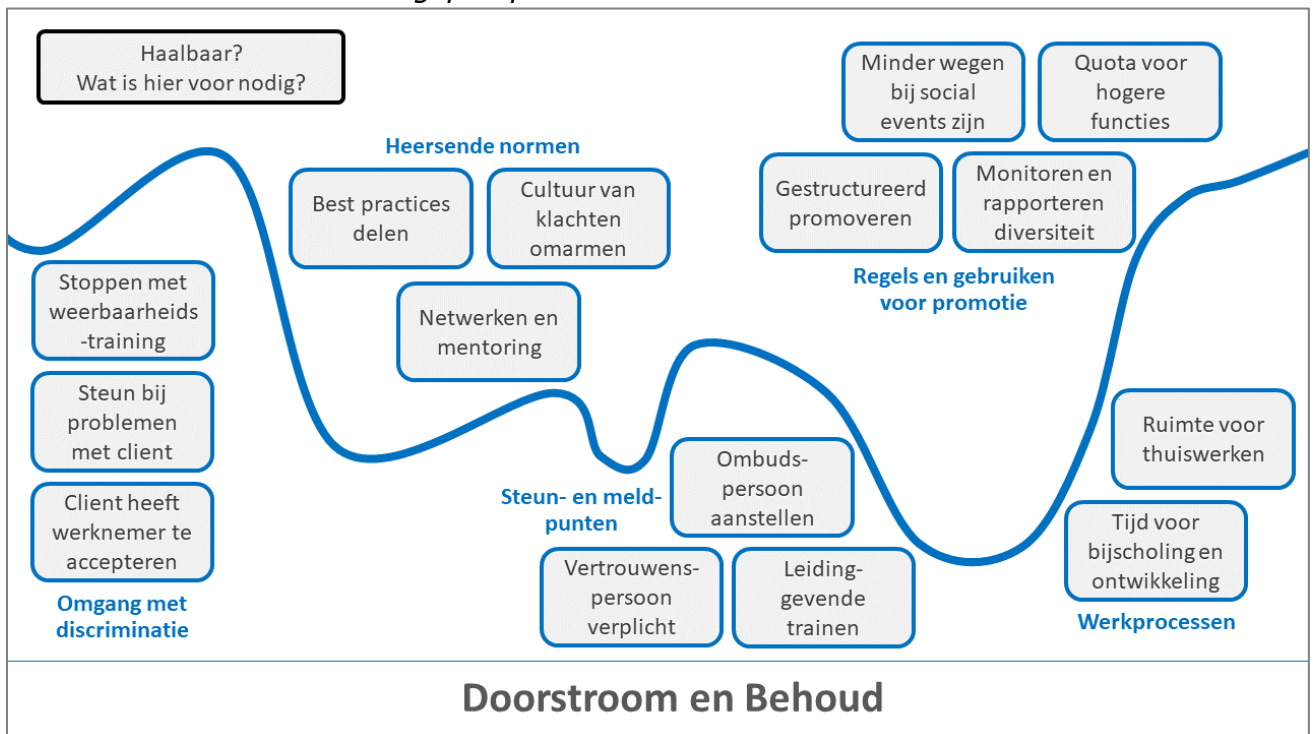 Haalbaar?
Wat is hier voor nodig?
Heersende normen
Best practices
delen
Cultuur van
klachten
omarmen
Netwerken en
mentoring
Minder wegen
bij social
events zijn
Quota voor
hogere
functies
Gestructureerd
promoveren
Monitoren en
rapporteren
diversiteit
Regels en gebruiken
voor promotie
Stoppen met
weerbaarheids
-training
Steun bij
problemen
met client
Client heeft
werknemer te
accepteren
Omgang met
discriminatie
Steun- en meld-
punten
Ombuds-
persoon
aanstellen
Vertrouwens-
persoon
verplicht
Leiding-
gevende
trainen
Ruimte voor
thuiswerken
Tijd voor
bijscholing en
ontwikkeling
Werkprocessen
Doorstroom en Behoud